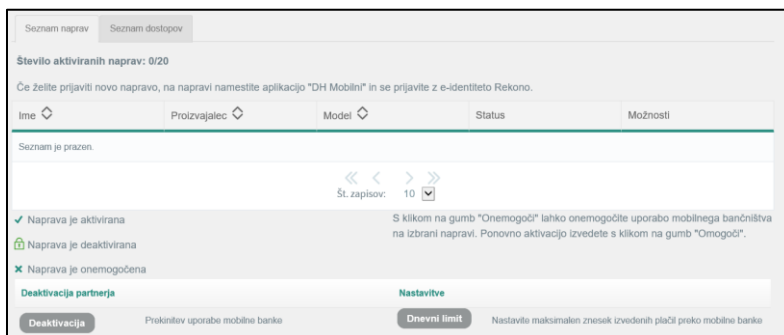 Seznam naprav Seznam dostopov
Število aktiviranih naprav: 0/20
Če želite prijaviti novo napravo, na napravi namestite aplikacijo "DH Mobilni" in se prijavite z e-identiteto Rekono.
Ime Proizvajalec Model Status Možnosti
Seznam je prazen.
Št. zapisov: 10
Naprava je aktivirana
Naprava je deaktivirana
Naprava je onemogočena
S klikom na gumb "Onemogoči" lahko onemogočite uporabo mobilnega bančništva
na izbrani napravi. Ponovno aktivacijo izvedete s klikom na gumb "Omogoči".
Deaktivacija partnerja Nastavitve
Deaktivacija Prekinitev uporabe mobilne banke Dnevni limit Nastavite maksimalen znesek izvedenih plačil preko mobilne banke